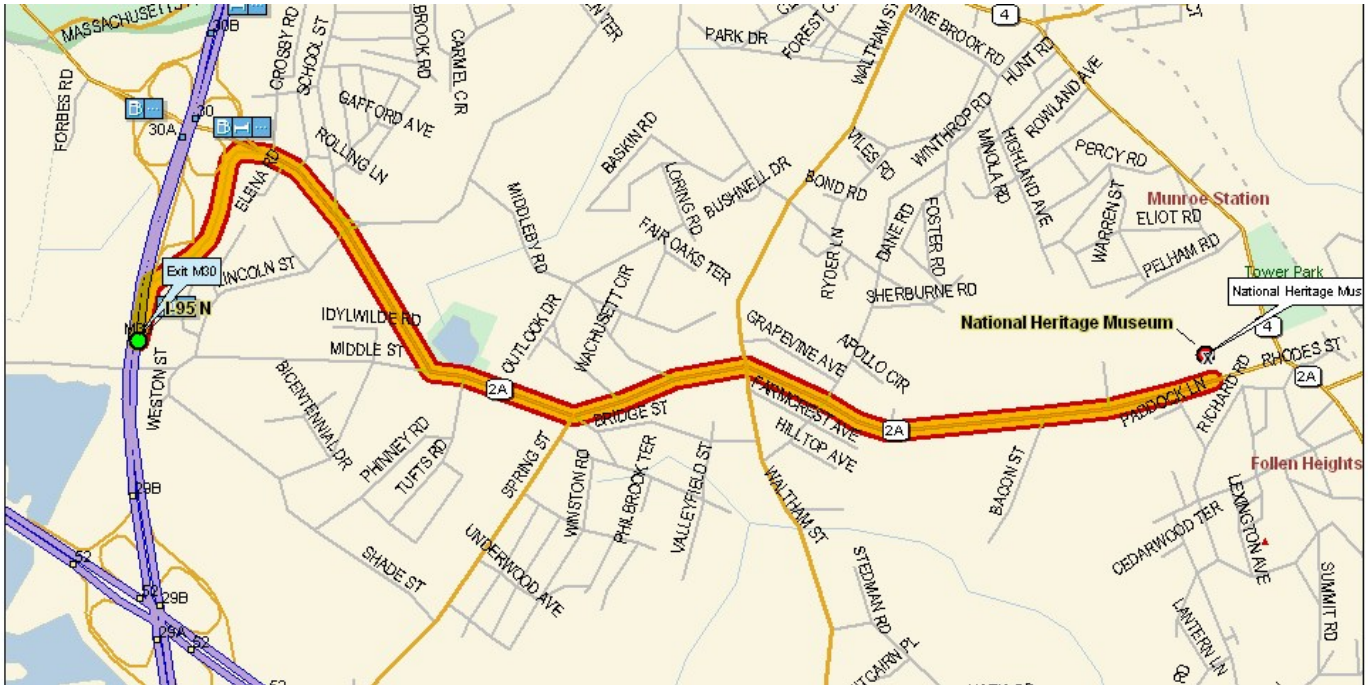 MASSACHUSETTS
30B
CROSBY RD
SCHOOL ST
CARMEL CIR
PARK DR
WALTHAM ST
VINE BROOK RD
4
HUNT RD
ROWLAND AVE
FORBES RD
30
30A
GAFFORD AVE
ROLLING LN
ELENA RD
BASKIN RD
LORING RD
BUSHNELL DR
BOND RD
VILES RD
WINTHROP RD
MINOLA RD
HIGHLAND AVE
PERCY RD
WARREN ST
Munroe Station
ELIOT RD
PELHAM RD
MIDDLEBY RD
FAIR OAKS TER
RYDER LN
DANE RD
FOSTER RD
SHERBURNE RD
Tower Park
Exit M30
LINCOLN ST
I-95 N
National Heritage Mus
National Heritage Museum
4
IDYLWILDE RD
MIDDLE ST
OUTLOOK DR
WACHUSETT CIR
GRAPEVINE AVE
APOLLO CIR
RHODES ST
2A
WESTON ST
BICENTENNIAL DR
2A
BRIDGE ST
FARMCREST AVE
2A
PADDOCK LN
RICHARD RD
HILLTOP AVE
PHINNEY RD
TUFTS RD
SPRING ST
WINSTON RD
PHILBROOK TER
VALLEYFIELD ST
WALTHAM ST
BACON ST
Follen Heights
LEXINGTON AVE
CEDARWOOD TER
29B
52
SHADE ST
UNDERWOOD AVE
STEDMAN RD
SUMMIT RD
LANTERN LN
52
29B
29A
52
52